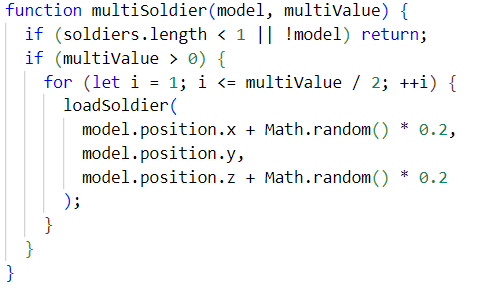 function multiSoldier(model, multiValue) {
  if (soldiers.length < 1 || !model) return;
  if (multiValue > 0) {
    for (let i = 1; i <= multiValue / 2; ++i) {
      loadSoldier(
        model.position.x + Math.random() * 0.2,
        model.position.y,
        model.position.z + Math.random() * 0.2
      );
    }
  }
}